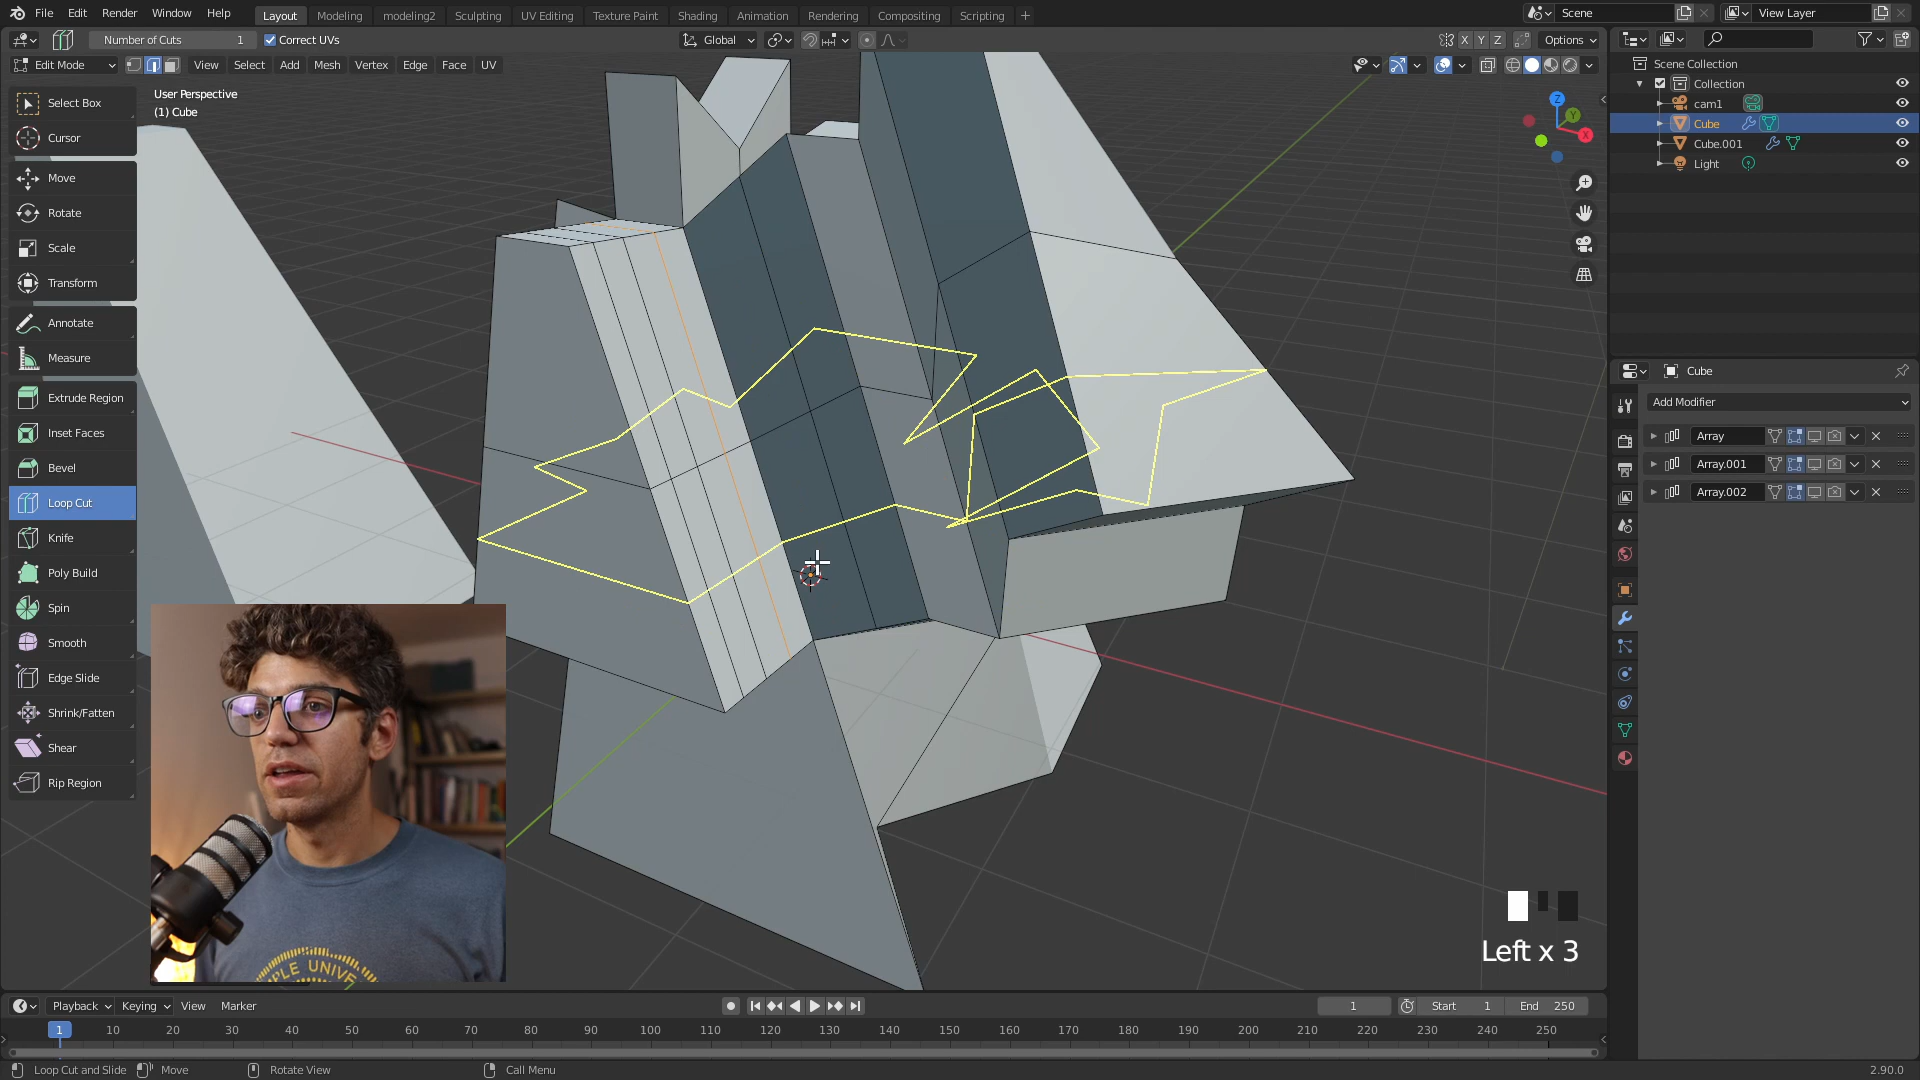 File Edit Render Window Help Layout Modeling modeling2 Sculpting UV Editing Texture Paint Shading Animation Rendering Compositing Scripting + Scene View Layer
Number of Cuts 1 Correct UVs Global X Y Z Options
Edit Mode View Select Add Mesh Vertex Edge Face UV
User Perspective
(1) Cube
Select Box
Cursor
Move
Rotate
Scale
Transform
Annotate
Measure
Extrude Region
Inset Faces
Bevel
Loop Cut
Knife
Poly Build
Spin
Smooth
Edge Slide
Shrink/Fatten
Shear
Rip Region
Z
Y
X
Scene Collection
Collection
cam1
Cube
Cube.001
Light
Cube
Add Modifier
Array
Array.001
Array.002
PLE UNIVE
Left x 3
Playback Keying View Marker 1 Start 1 End 250
1 10 20 30 40 50 60 70 80 90 100 110 120 130 140 150 160 170 180 190 200 210 220 230 240 250
Loop Cut and Slide Move Rotate View Call Menu 2.90.0